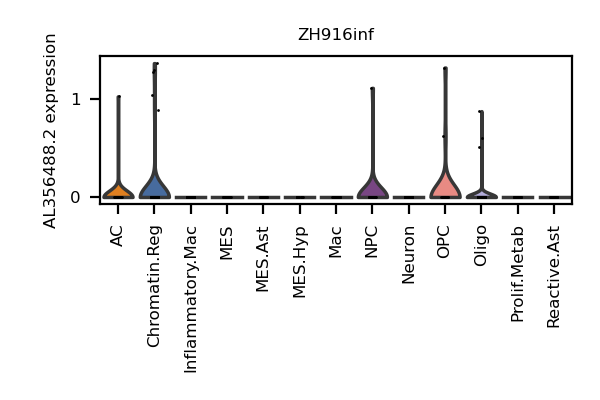 ZH916inf
AL356488.2 expression
1
0
AC
Chromatin.Reg
Inflammatory.Mac
MES
MES.Ast
MES.Hyp
Mac
NPC
Neuron
OPC
Oligo
Prolif.Metab
Reactive.Ast